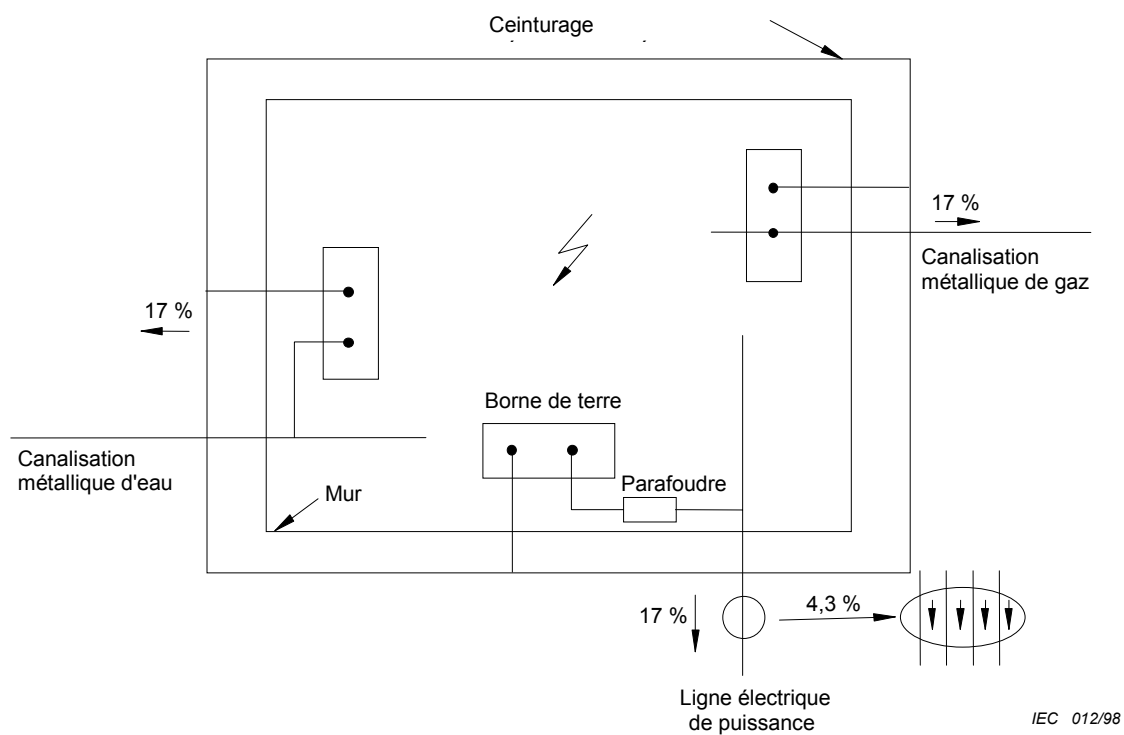 Ceinturage
17 %
Canalisation
métallique de gaz
17 %
Borne de terre
Canalisation
métallique d'eau
Mur
Parafoudre
17 %
4,3 %
Ligne électrique
de puissance
IEC 012/98